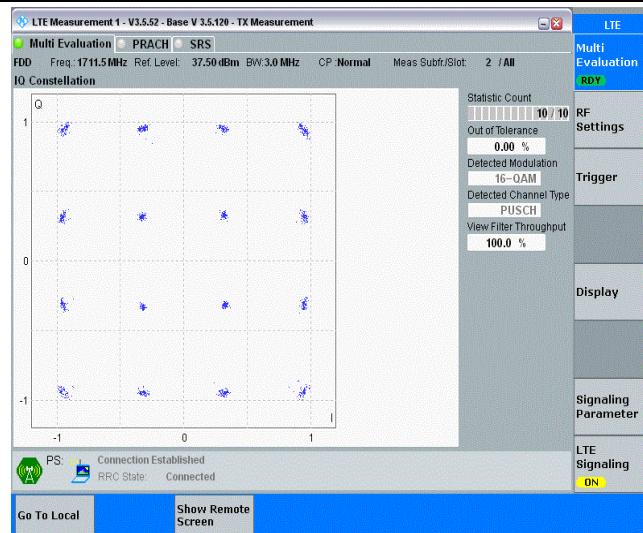 LTE Measurement 1 - V3.5.52 - Base V 3.5.120 - TX Measurement
LTE
Multi Evaluation PRACH SRS
FDD Freq.: 1711.5 MHz Ref. Level: 37.50 dBm BW: 3.0 MHz CP :Normal Meas Subfr./Slot: 2 / All
IQ Constellation
Q
1
0
-1
-1 0 1
I
Statistic Count
10 / 10
Out of Tolerance
0.00 %
Detected Modulation
16-QAM
Detected Channel Type
PUSCH
View Filter Throughput
100.0 %
Multi
Evaluation
RDY
RF
Settings
Trigger
Display
Signaling
Parameter
LTE
Signaling
ON
PS: Connection Established
RRC State: Connected
Go To Local
Show Remote
Screen